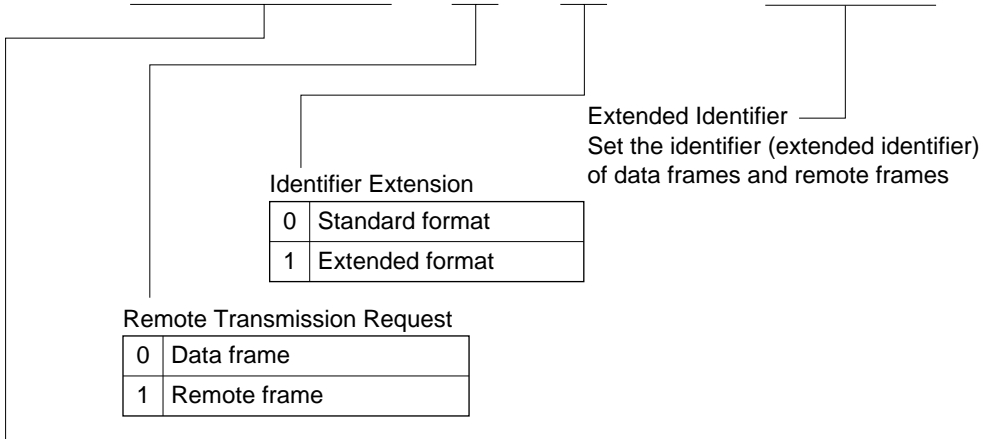 Extended Identifier
Set the identifier (extended identifier)
of data frames and remote frames
Identifier Extension
0 Standard format
1 Extended format
Remote Transmission Request
0 Data frame
1 Remote frame